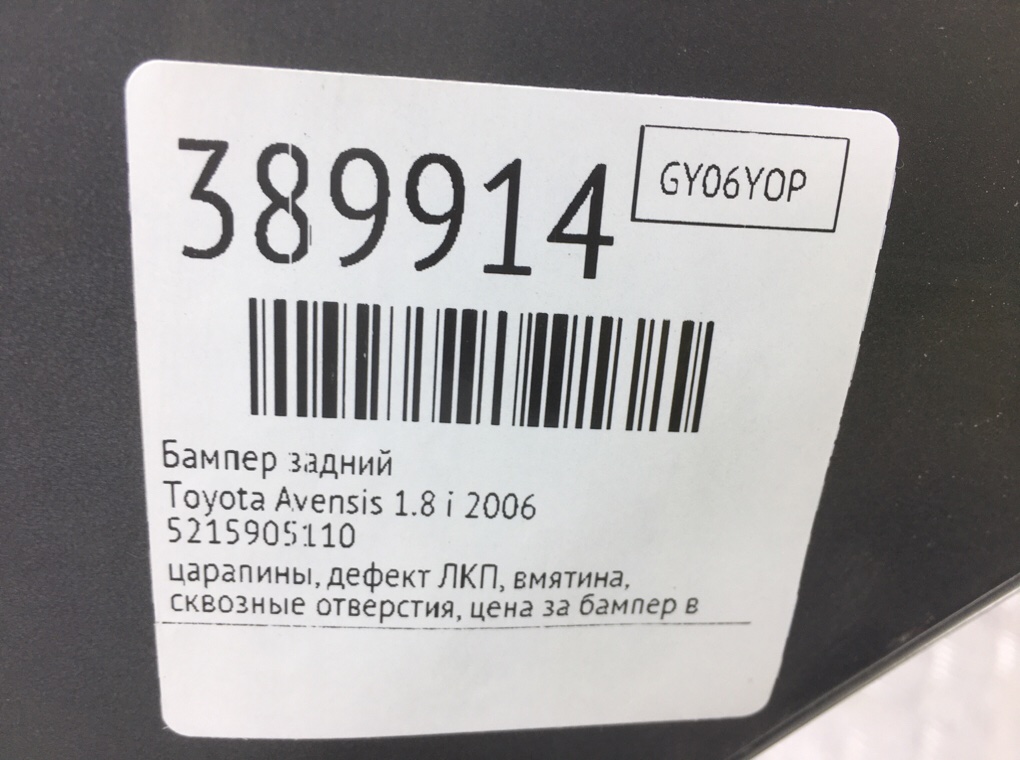 389914
GY06YOP
Бампер задний
Toyota Avensis 1.8 i 2006
5215905110
царапины, дефект ЛКП, вмятина,
сквозные отверстия, цена за бампер в